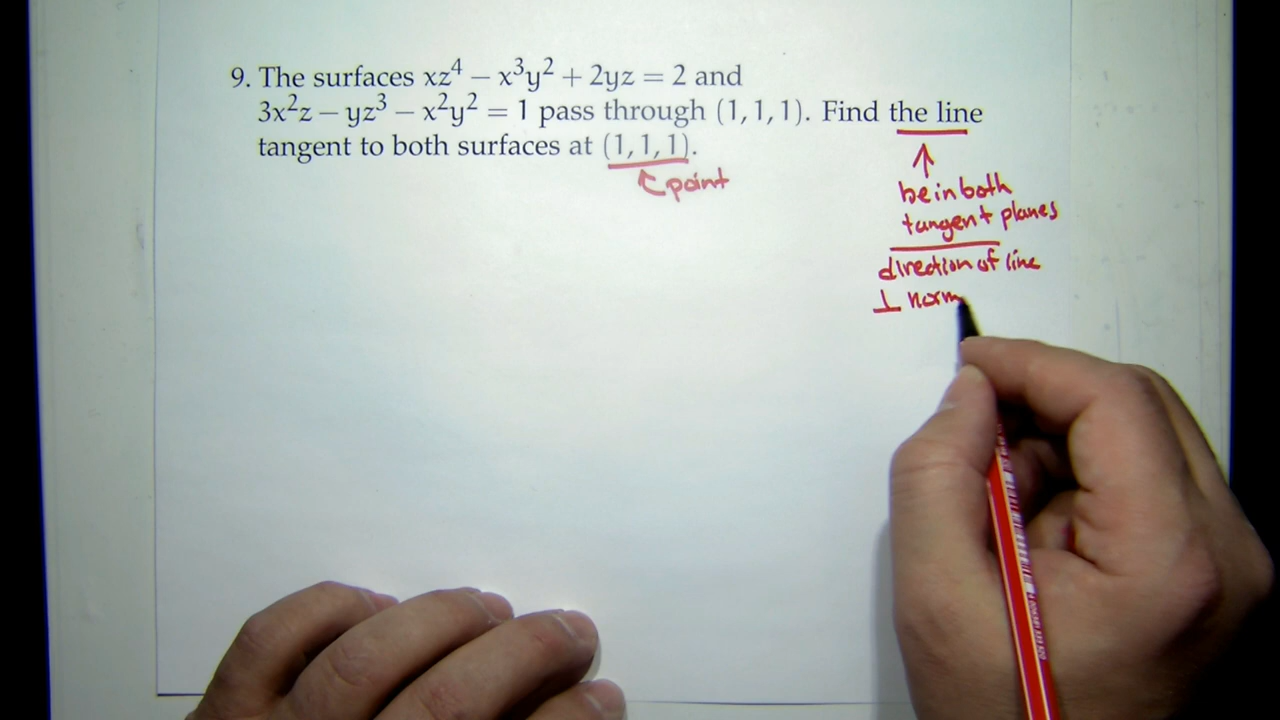 9. The surfaces xz⁴ − x³y² + 2yz = 2 and
3x²z − yz³ − x²y² = 1 pass through (1, 1, 1). Find the line
tangent to both surfaces at (1, 1, 1).
↑ point
↑
be in both
tangent planes
direction of line
⊥ norm